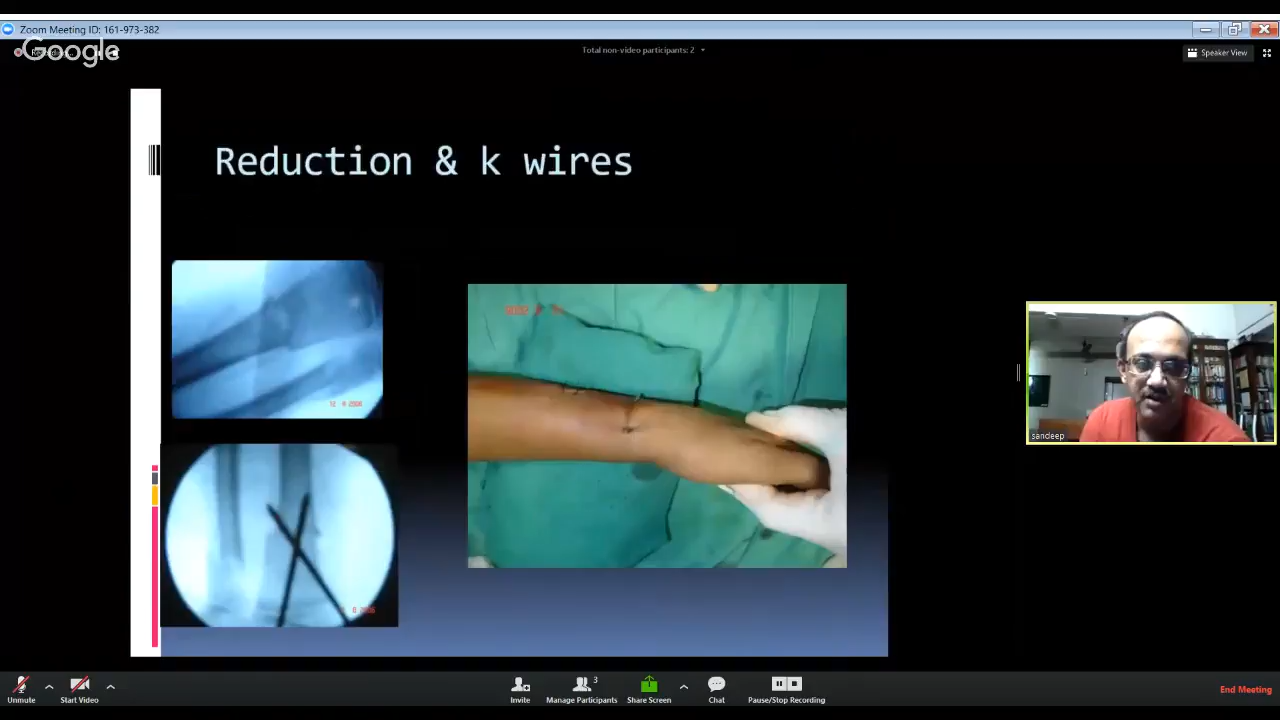 Zoom Meeting ID: 161-973-382
Google
Total non-video participants: 2
Speaker View
Reduction & k wires
sandeep
3
Unmute
Start Video
Invite
Manage Participants
Share Screen
Chat
Pause/Stop Recording
End Meeting